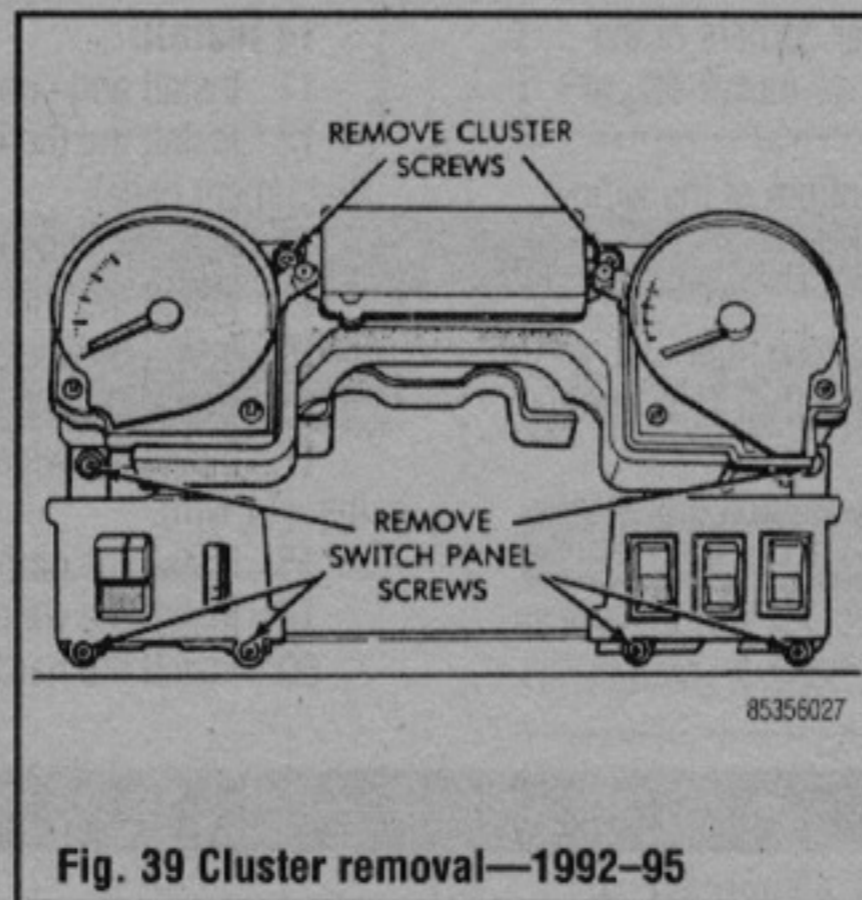 REMOVE CLUSTER
SCREWS
REMOVE
SWITCH PANEL
SCREWS
85356027
Fig. 39 Cluster removal—1992–95